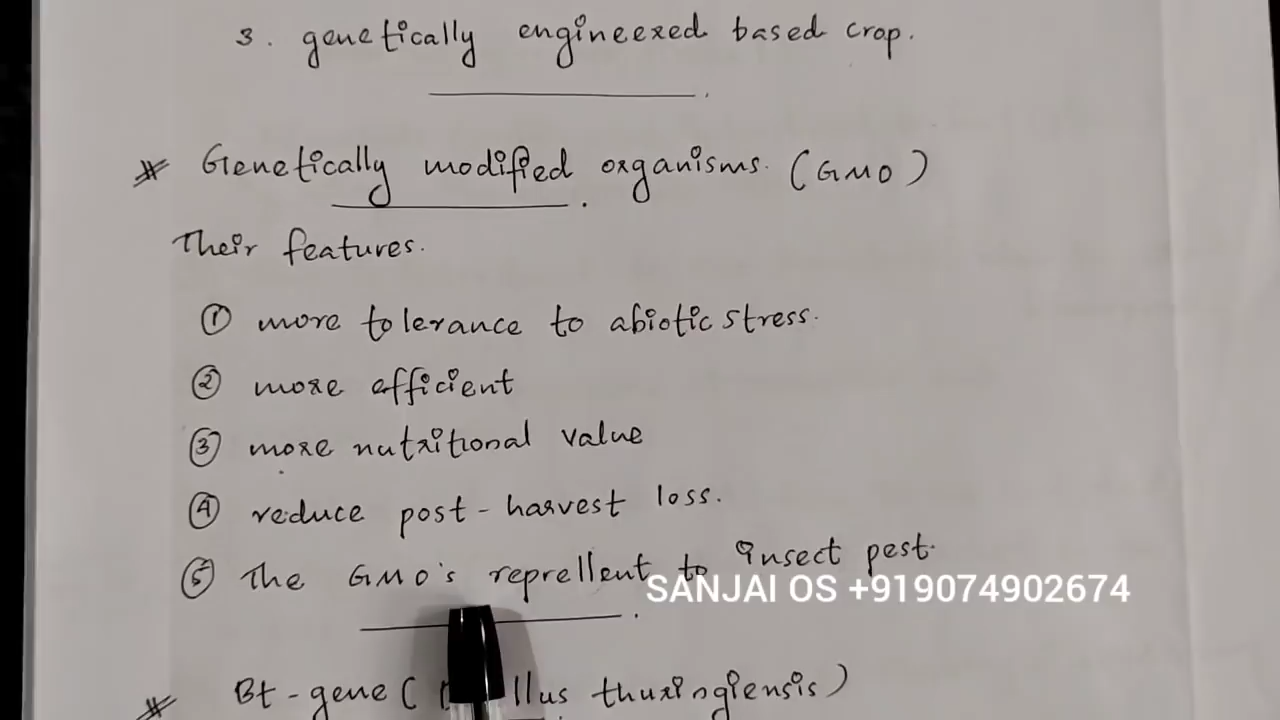 3. genetically engineered based crop.
* Genetically modified organisms. (GMO)
Their features.
① more tolerance to abiotic stress.
② more efficient
③ more nutritional value
④ reduce post-harvest loss.
⑤ The GMO's reprellent to insect pest.
SANJAI OS +919074902674
* Bt-gene ( llus thuringiensis)